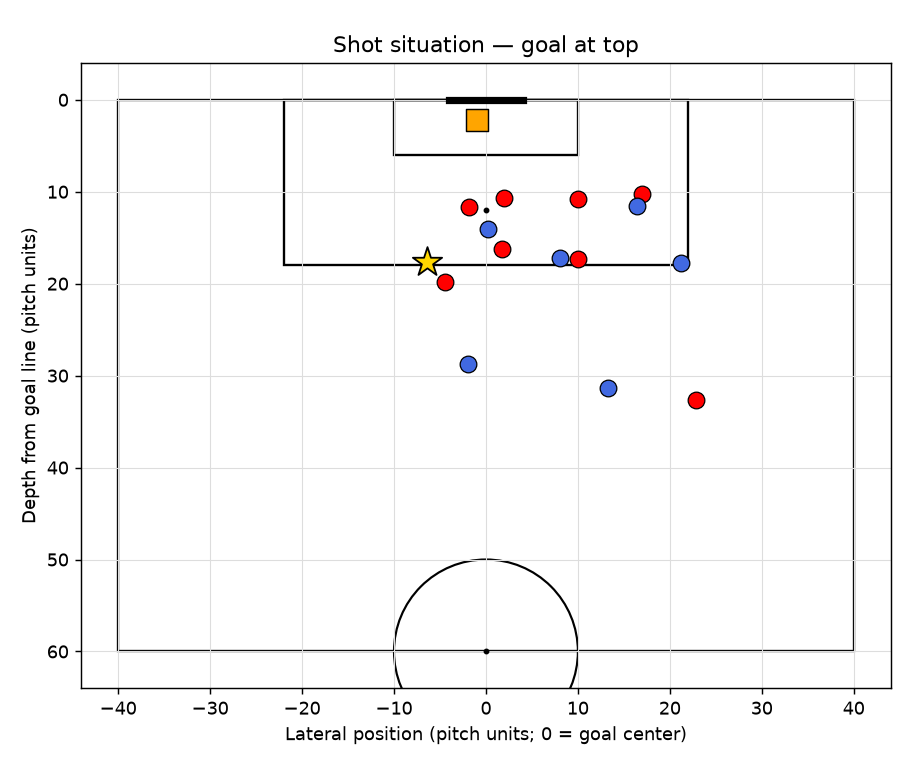 Shot situation — goal at top
0
10
20
30
40
50
60
Depth from goal line (pitch units)
−40 −30 −20 −10 0 10 20 30 40
Lateral position (pitch units; 0 = goal center)